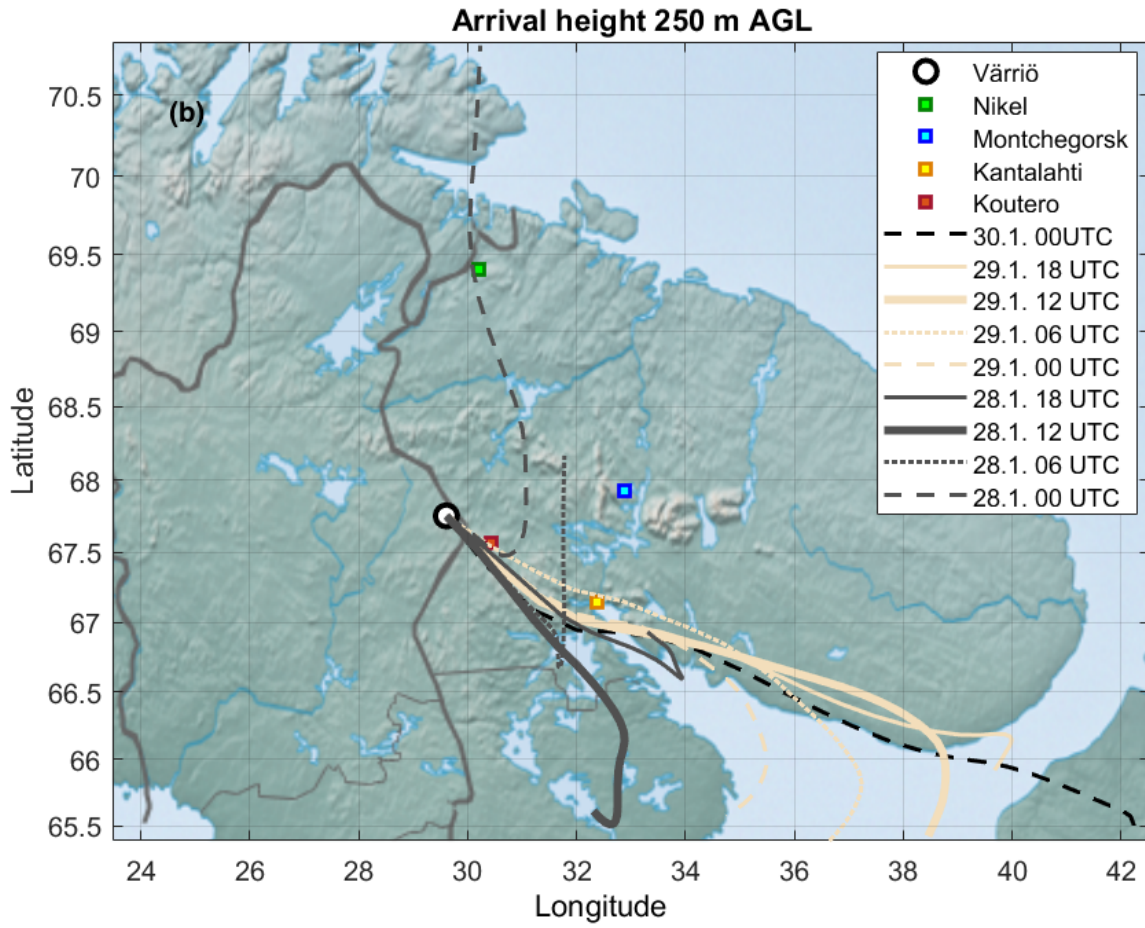 Arrival height 250 m AGL
(b)
Värriö
Nikel
Montchegorsk
Kantalahti
Koutero
30.1. 00UTC
29.1. 18 UTC
29.1. 12 UTC
29.1. 06 UTC
29.1. 00 UTC
28.1. 18 UTC
28.1. 12 UTC
28.1. 06 UTC
28.1. 00 UTC
70.5
70
69.5
69
68.5
68
67.5
67
66.5
66
65.5
Latitude
24 26 28 30 32 34 36 38 40 42
Longitude